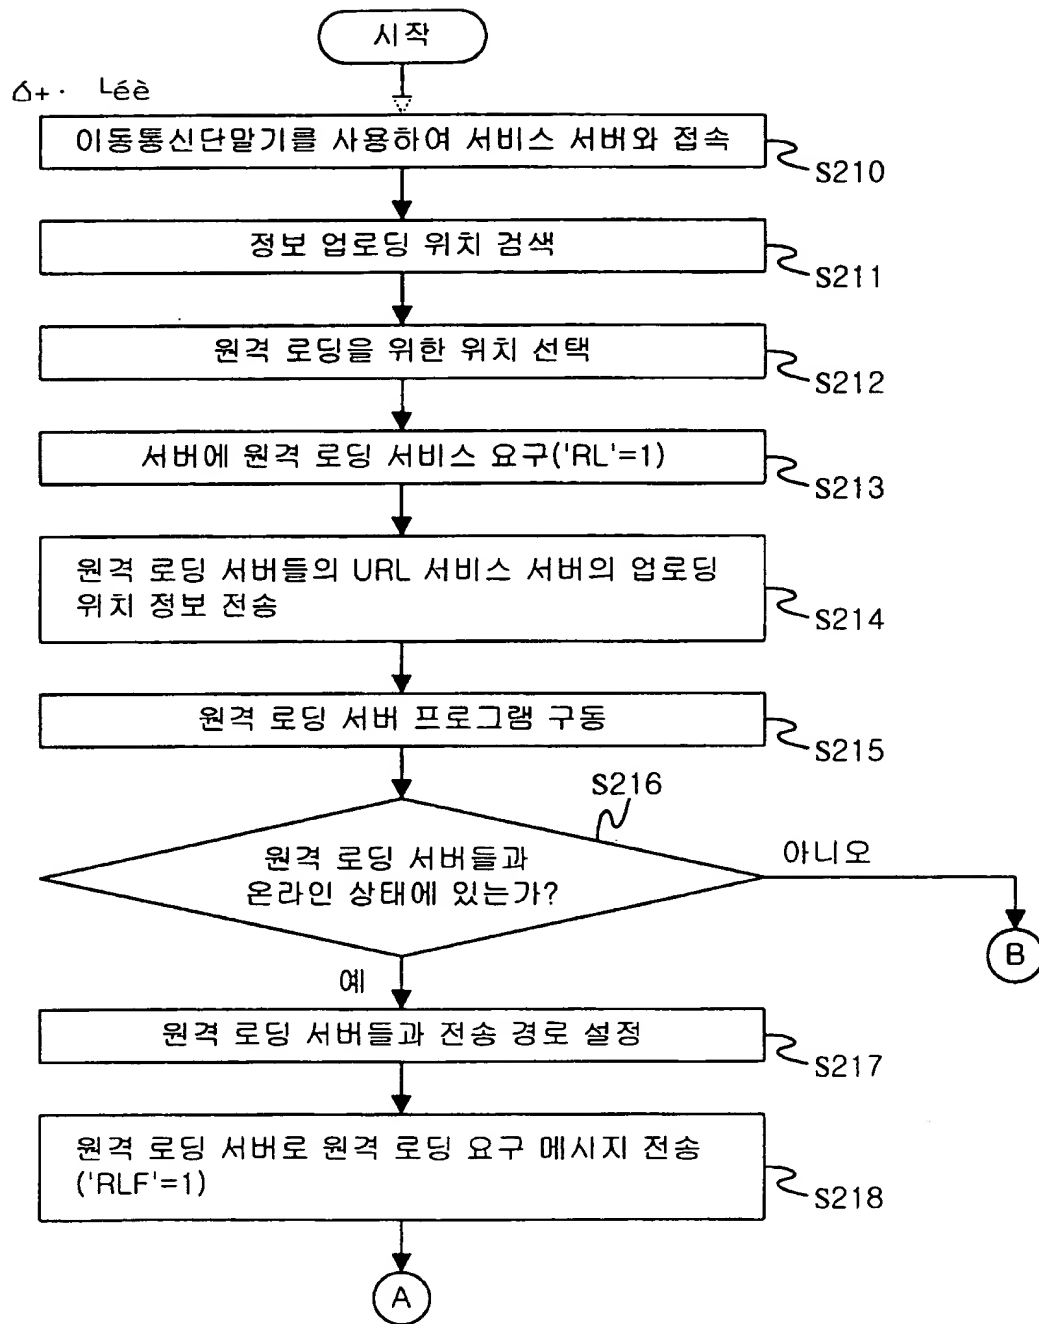 시작
이동통신단말기를 사용하여 서비스 서버와 접속
S210
정보 업로딩 위치 검색
S211
원격 로딩을 위한 위치 선택
S212
서버에 원격 로딩 서비스 요구('RL'=1)
S213
원격 로딩 서버들의 URL 서비스 서버의 업로딩
위치 정보 전송
S214
원격 로딩 서버 프로그램 구동
S215
S216
원격 로딩 서버들과
온라인 상태에 있는가?
아니오
B
예
원격 로딩 서버들과 전송 경로 설정
S217
원격 로딩 서버로 원격 로딩 요구 메시지 전송
('RLF'=1)
S218
A